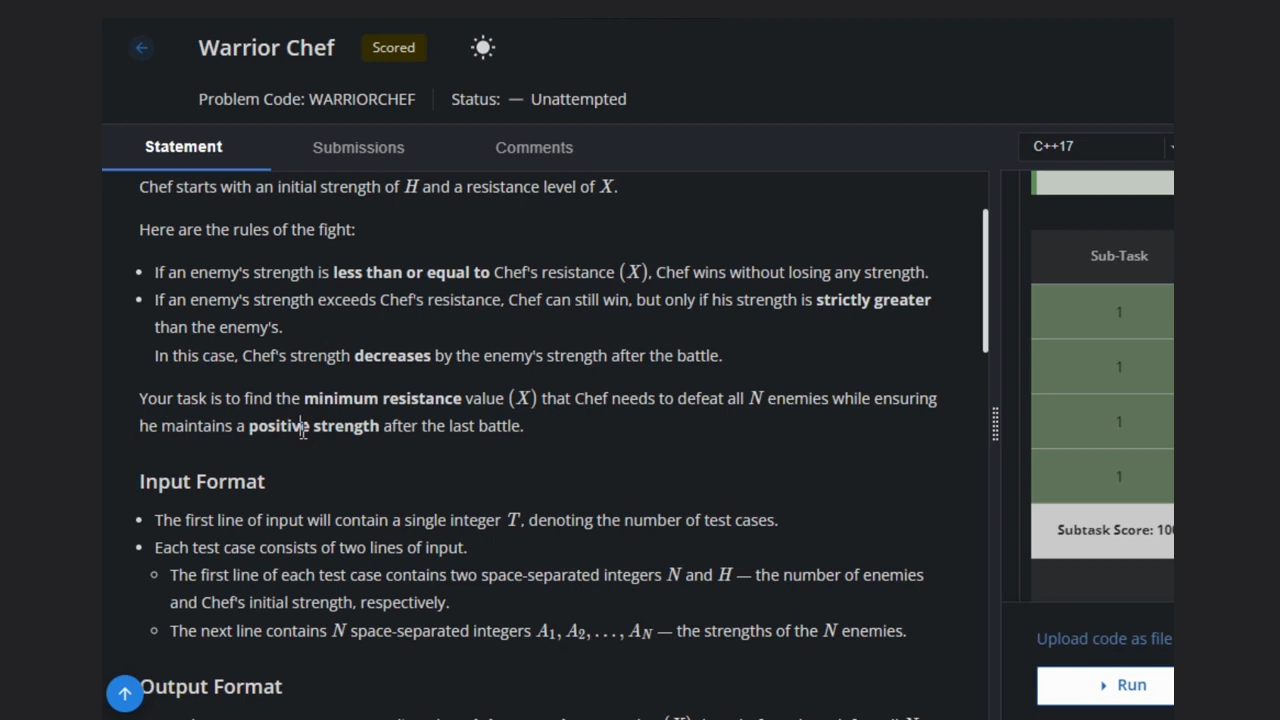 Warrior Chef Scored
Problem Code: WARRIORCHEF Status: — Unattempted
Statement Submissions Comments
C++17
Chef starts with an initial strength of H and a resistance level of X.
Here are the rules of the fight:
• If an enemy's strength is less than or equal to Chef's resistance (X), Chef wins without losing any strength.
• If an enemy's strength exceeds Chef's resistance, Chef can still win, but only if his strength is strictly greater
than the enemy's.
In this case, Chef's strength decreases by the enemy's strength after the battle.
Your task is to find the minimum resistance value (X) that Chef needs to defeat all N enemies while ensuring
he maintains a positive strength after the last battle.
Input Format
• The first line of input will contain a single integer T, denoting the number of test cases.
• Each test case consists of two lines of input.
◦ The first line of each test case contains two space-separated integers N and H — the number of enemies
and Chef's initial strength, respectively.
◦ The next line contains N space-separated integers A₁, A₂, ..., A_N — the strengths of the N enemies.
Output Format
Sub-Task
1
1
1
1
Subtask Score: 10
Upload code as file
Run